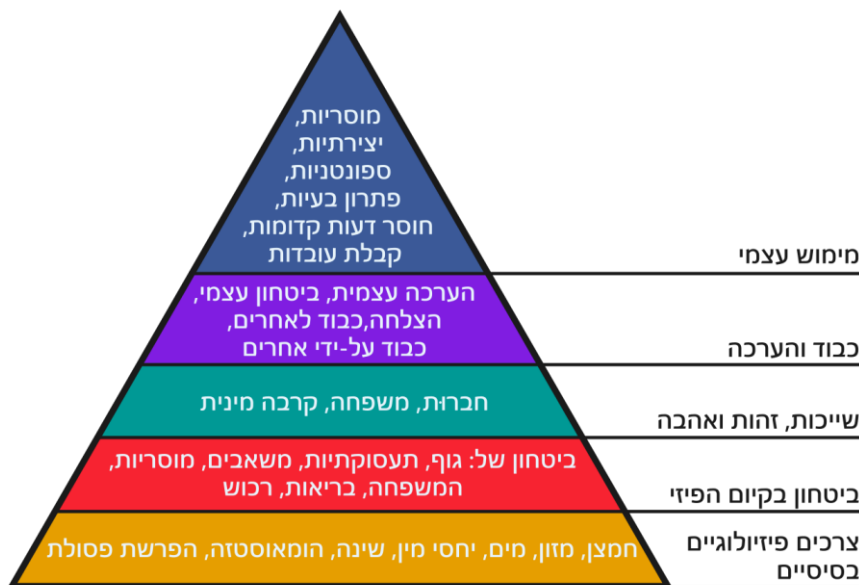 מוסריות,
יצירתיות,
ספונטניות,
פתרון בעיות,
חוסר דעות קדומות,
קבלת עובדות
מימוש עצמי
הערכה עצמית, ביטחון עצמי,
הצלחה,כבוד לאחרים,
כבוד על-ידי אחרים
כבוד והערכה
חברוּת, משפחה, קרבה מינית
שייכות, זהות ואהבה
ביטחון של: גוף, תעסוקתיות, משאבים, מוסריות,
המשפחה, בריאות, רכוש
ביטחון בקיום הפיזי
חמצן, מזון, מים, יחסי מין, שינה, הומאוסטזה, הפרשת פסולת
צרכים פיזיולוגיים
בסיסיים